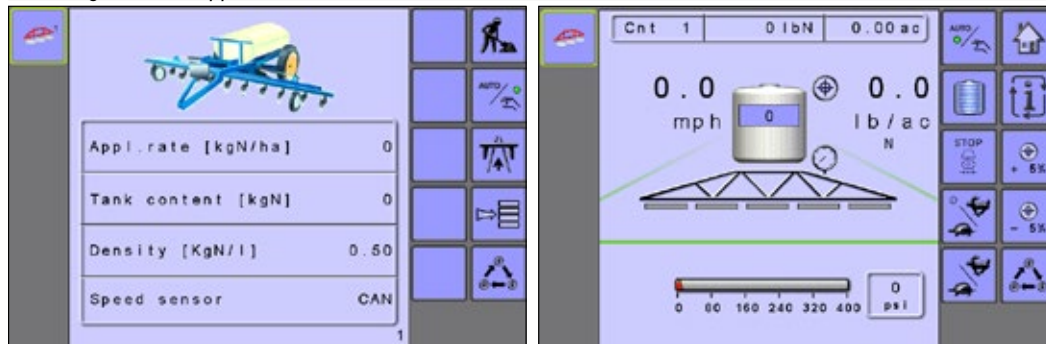 Appl.rate [kgN/ha] 0
Tank content [kgN] 0
Density [KgN/l] 0.50
Speed sensor CAN
1
AUTO
Cnt 1 0 lbN 0.00 ac
0.0 mph
0
0.0 lb/ac
N
0 80 160 240 320 400
0 psi
AUTO
i
STOP
+ 5%
- 5%